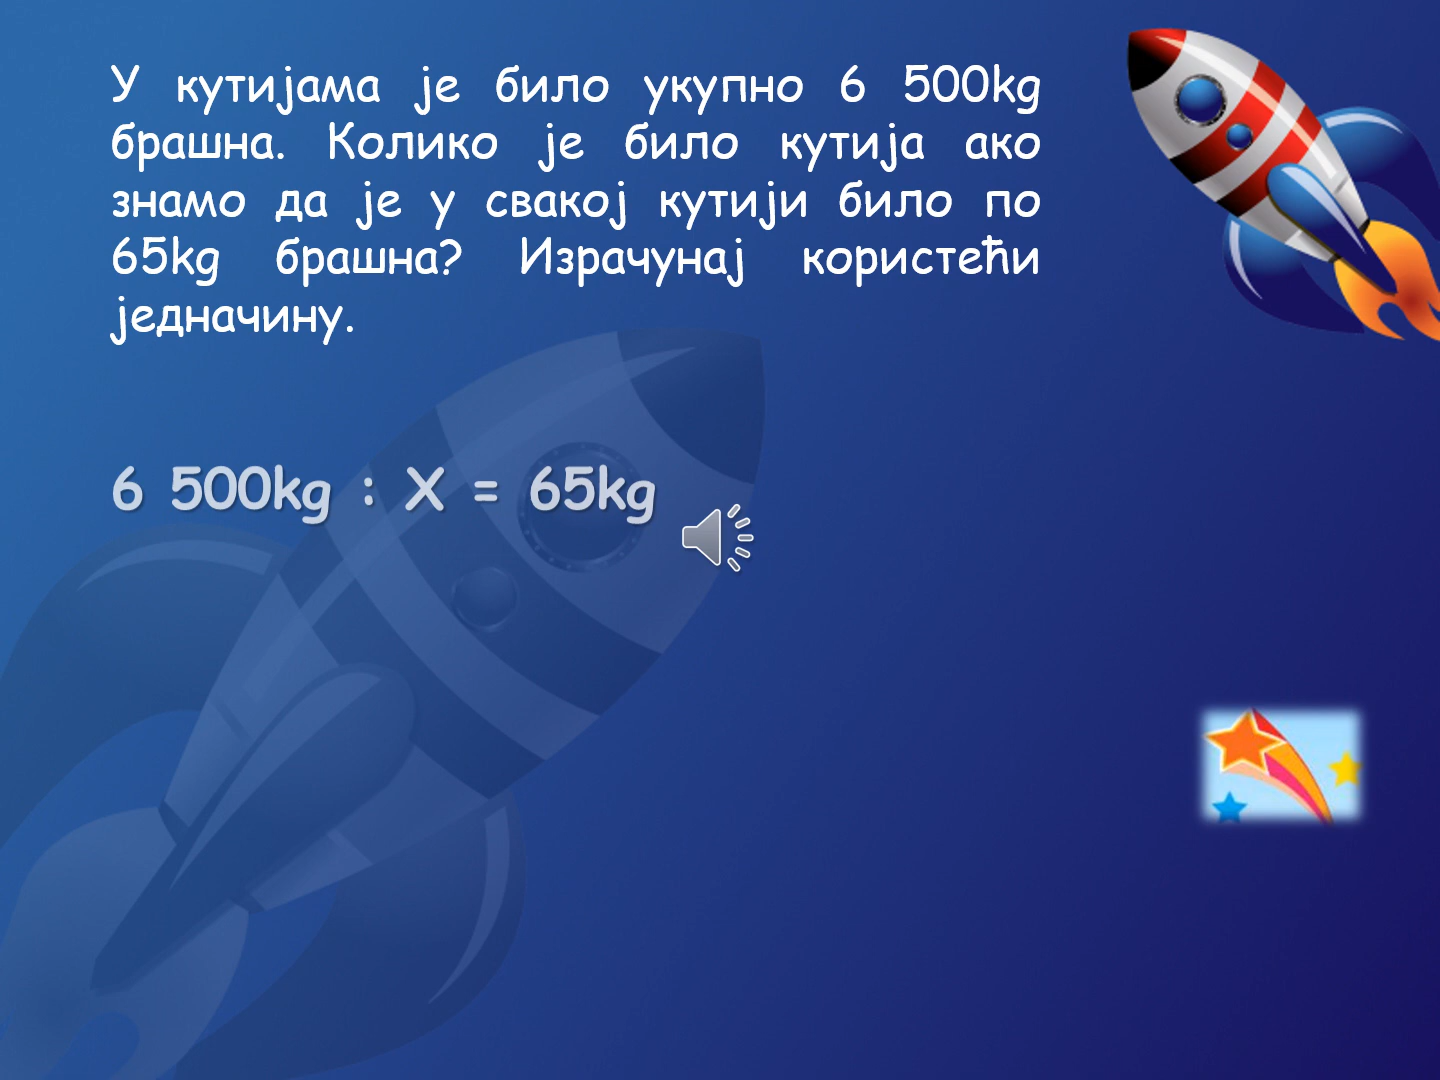 У кутијама је било укупно 6 500kg
брашна. Колико је било кутија ако
знамо да је у свакој кутији било по
65kg брашна? Израчунај користећи
једначину.
6 500kg : X = 65kg